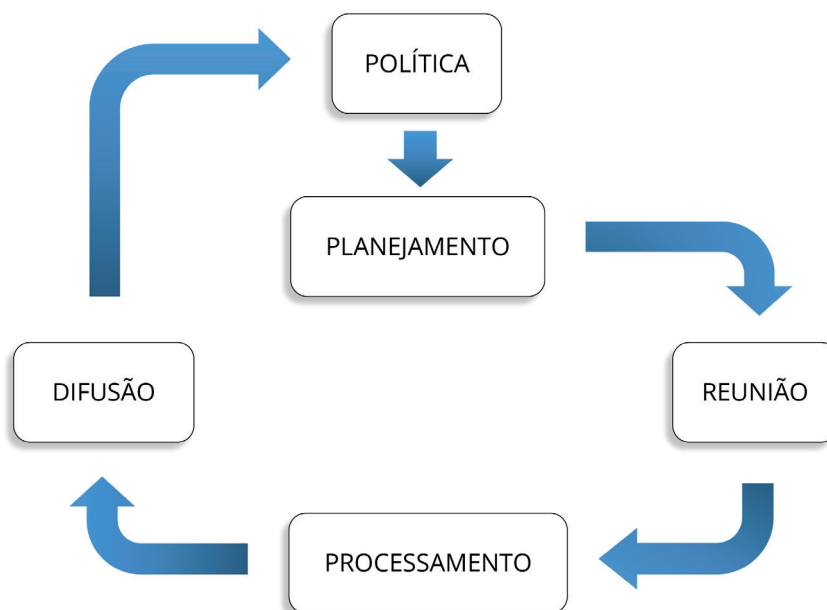 POLÍTICA
PLANEJAMENTO
REUNIÃO
PROCESSAMENTO
DIFUSÃO